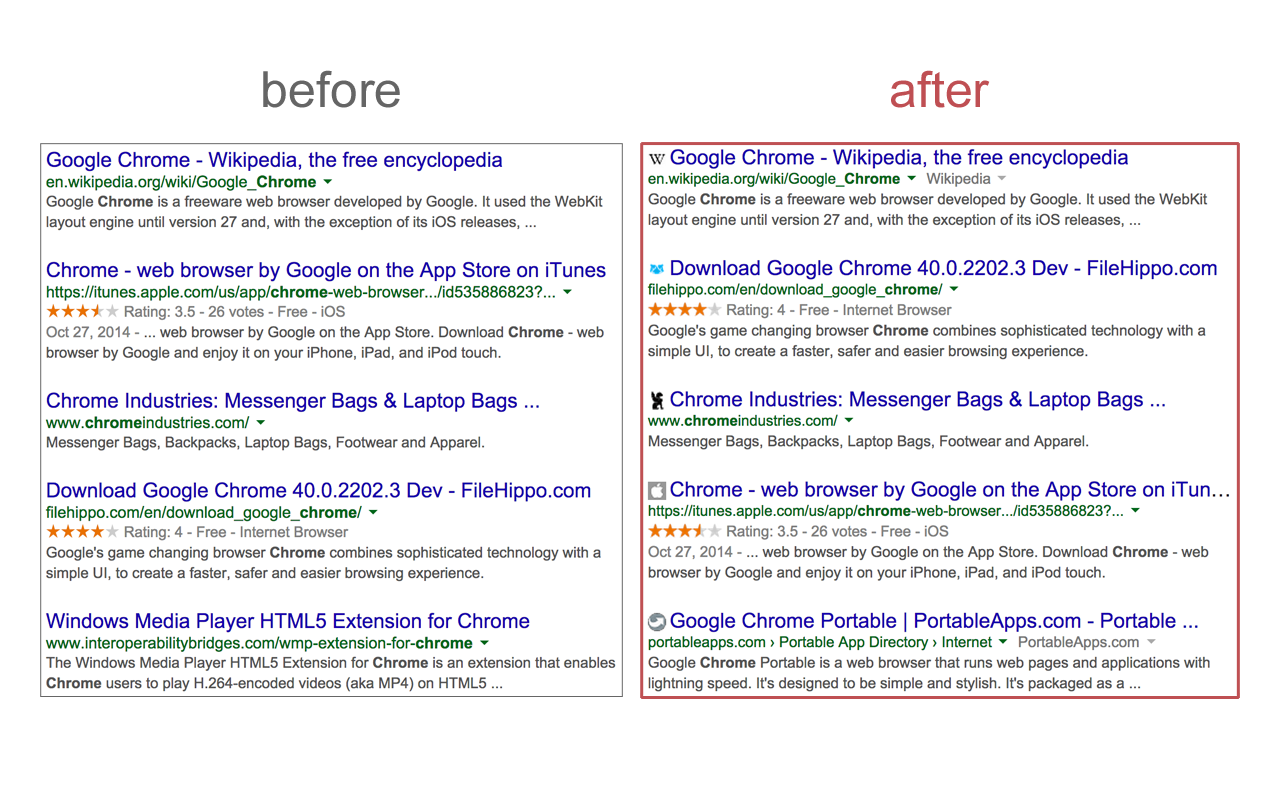 before
Google Chrome - Wikipedia, the free encyclopedia
en.wikipedia.org/wiki/Google_Chrome
Google Chrome is a freeware web browser developed by Google. It used the WebKit
layout engine until version 27 and, with the exception of its iOS releases, ...
Chrome - web browser by Google on the App Store on iTunes
https://itunes.apple.com/us/app/chrome-web-browser.../id535886823?...
Rating: 3.5 - 26 votes - Free - iOS
Oct 27, 2014 - ... web browser by Google on the App Store. Download Chrome - web
browser by Google and enjoy it on your iPhone, iPad, and iPod touch.
Chrome Industries: Messenger Bags & Laptop Bags ...
www.chromeindustries.com/
Messenger Bags, Backpacks, Laptop Bags, Footwear and Apparel.
Download Google Chrome 40.0.2202.3 Dev - FileHippo.com
filehippo.com/en/download_google_chrome/
Rating: 4 - Free - Internet Browser
Google's game changing browser Chrome combines sophisticated technology with a
simple UI, to create a faster, safer and easier browsing experience.
Windows Media Player HTML5 Extension for Chrome
www.interoperabilitybridges.com/wmp-extension-for-chrome
The Windows Media Player HTML5 Extension for Chrome is an extension that enables
Chrome users to play H.264-encoded videos (aka MP4) on HTML5 ...
after
W Google Chrome - Wikipedia, the free encyclopedia
en.wikipedia.org/wiki/Google_Chrome Wikipedia
Google Chrome is a freeware web browser developed by Google. It used the WebKit
layout engine until version 27 and, with the exception of its iOS releases, ...
Download Google Chrome 40.0.2202.3 Dev - FileHippo.com
filehippo.com/en/download_google_chrome/
Rating: 4 - Free - Internet Browser
Google's game changing browser Chrome combines sophisticated technology with a
simple UI, to create a faster, safer and easier browsing experience.
Chrome Industries: Messenger Bags & Laptop Bags ...
www.chromeindustries.com/
Messenger Bags, Backpacks, Laptop Bags, Footwear and Apparel.
Chrome - web browser by Google on the App Store on iTun...
https://itunes.apple.com/us/app/chrome-web-browser.../id535886823?...
Rating: 3.5 - 26 votes - Free - iOS
Oct 27, 2014 - ... web browser by Google on the App Store. Download Chrome - web
browser by Google and enjoy it on your iPhone, iPad, and iPod touch.
Google Chrome Portable | PortableApps.com - Portable ...
portableapps.com › Portable App Directory › Internet PortableApps.com
Google Chrome Portable is a web browser that runs web pages and applications with
lightning speed. It's designed to be simple and stylish. It's packaged as a ...